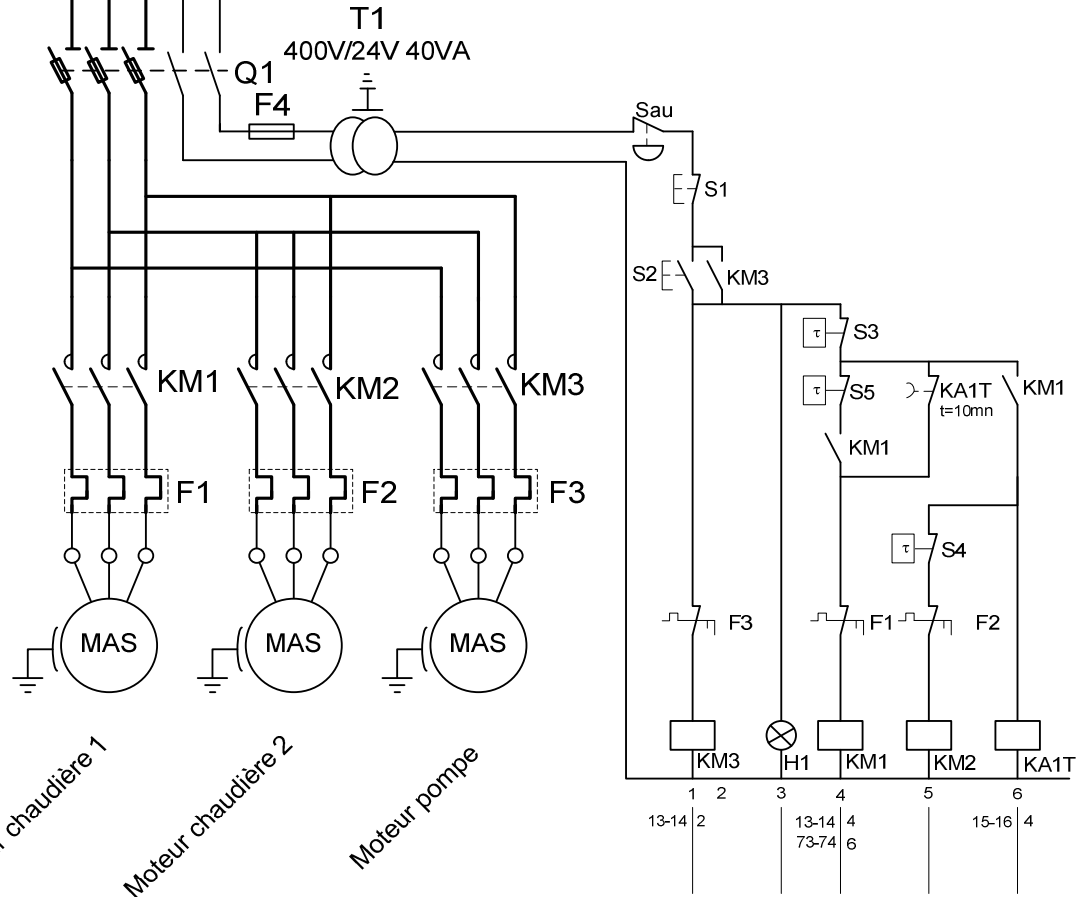 T1
400V/24V 40VA
Q1
F4
Sau
S1
S2
KM3
S3
τ
S5
τ
KA1T
t=10mn
KM1
KM1
KM1
KM2
KM3
F1
F2
F3
S4
τ
F3
F1
F2
MAS
MAS
MAS
KM3
H1
KM1
KM2
KA1T
1 2 3 4 5 6
13-14 2
13-14 4
73-74 6
15-16 4
chaudière 1
Moteur chaudière 2
Moteur pompe